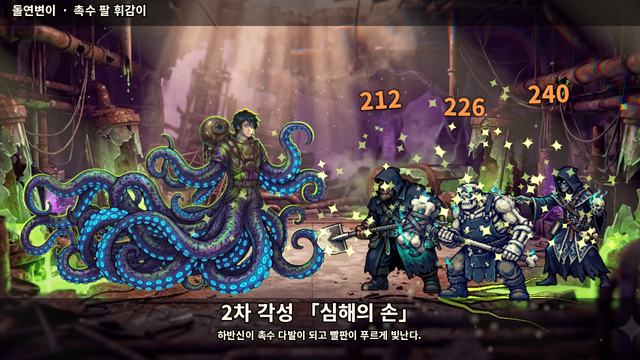 돌연변이 · 촉수 팔 휘감이
212
226
240
2차 각성 「심해의 손」
하반신이 촉수 다발이 되고 빨판이 푸르게 빛난다.